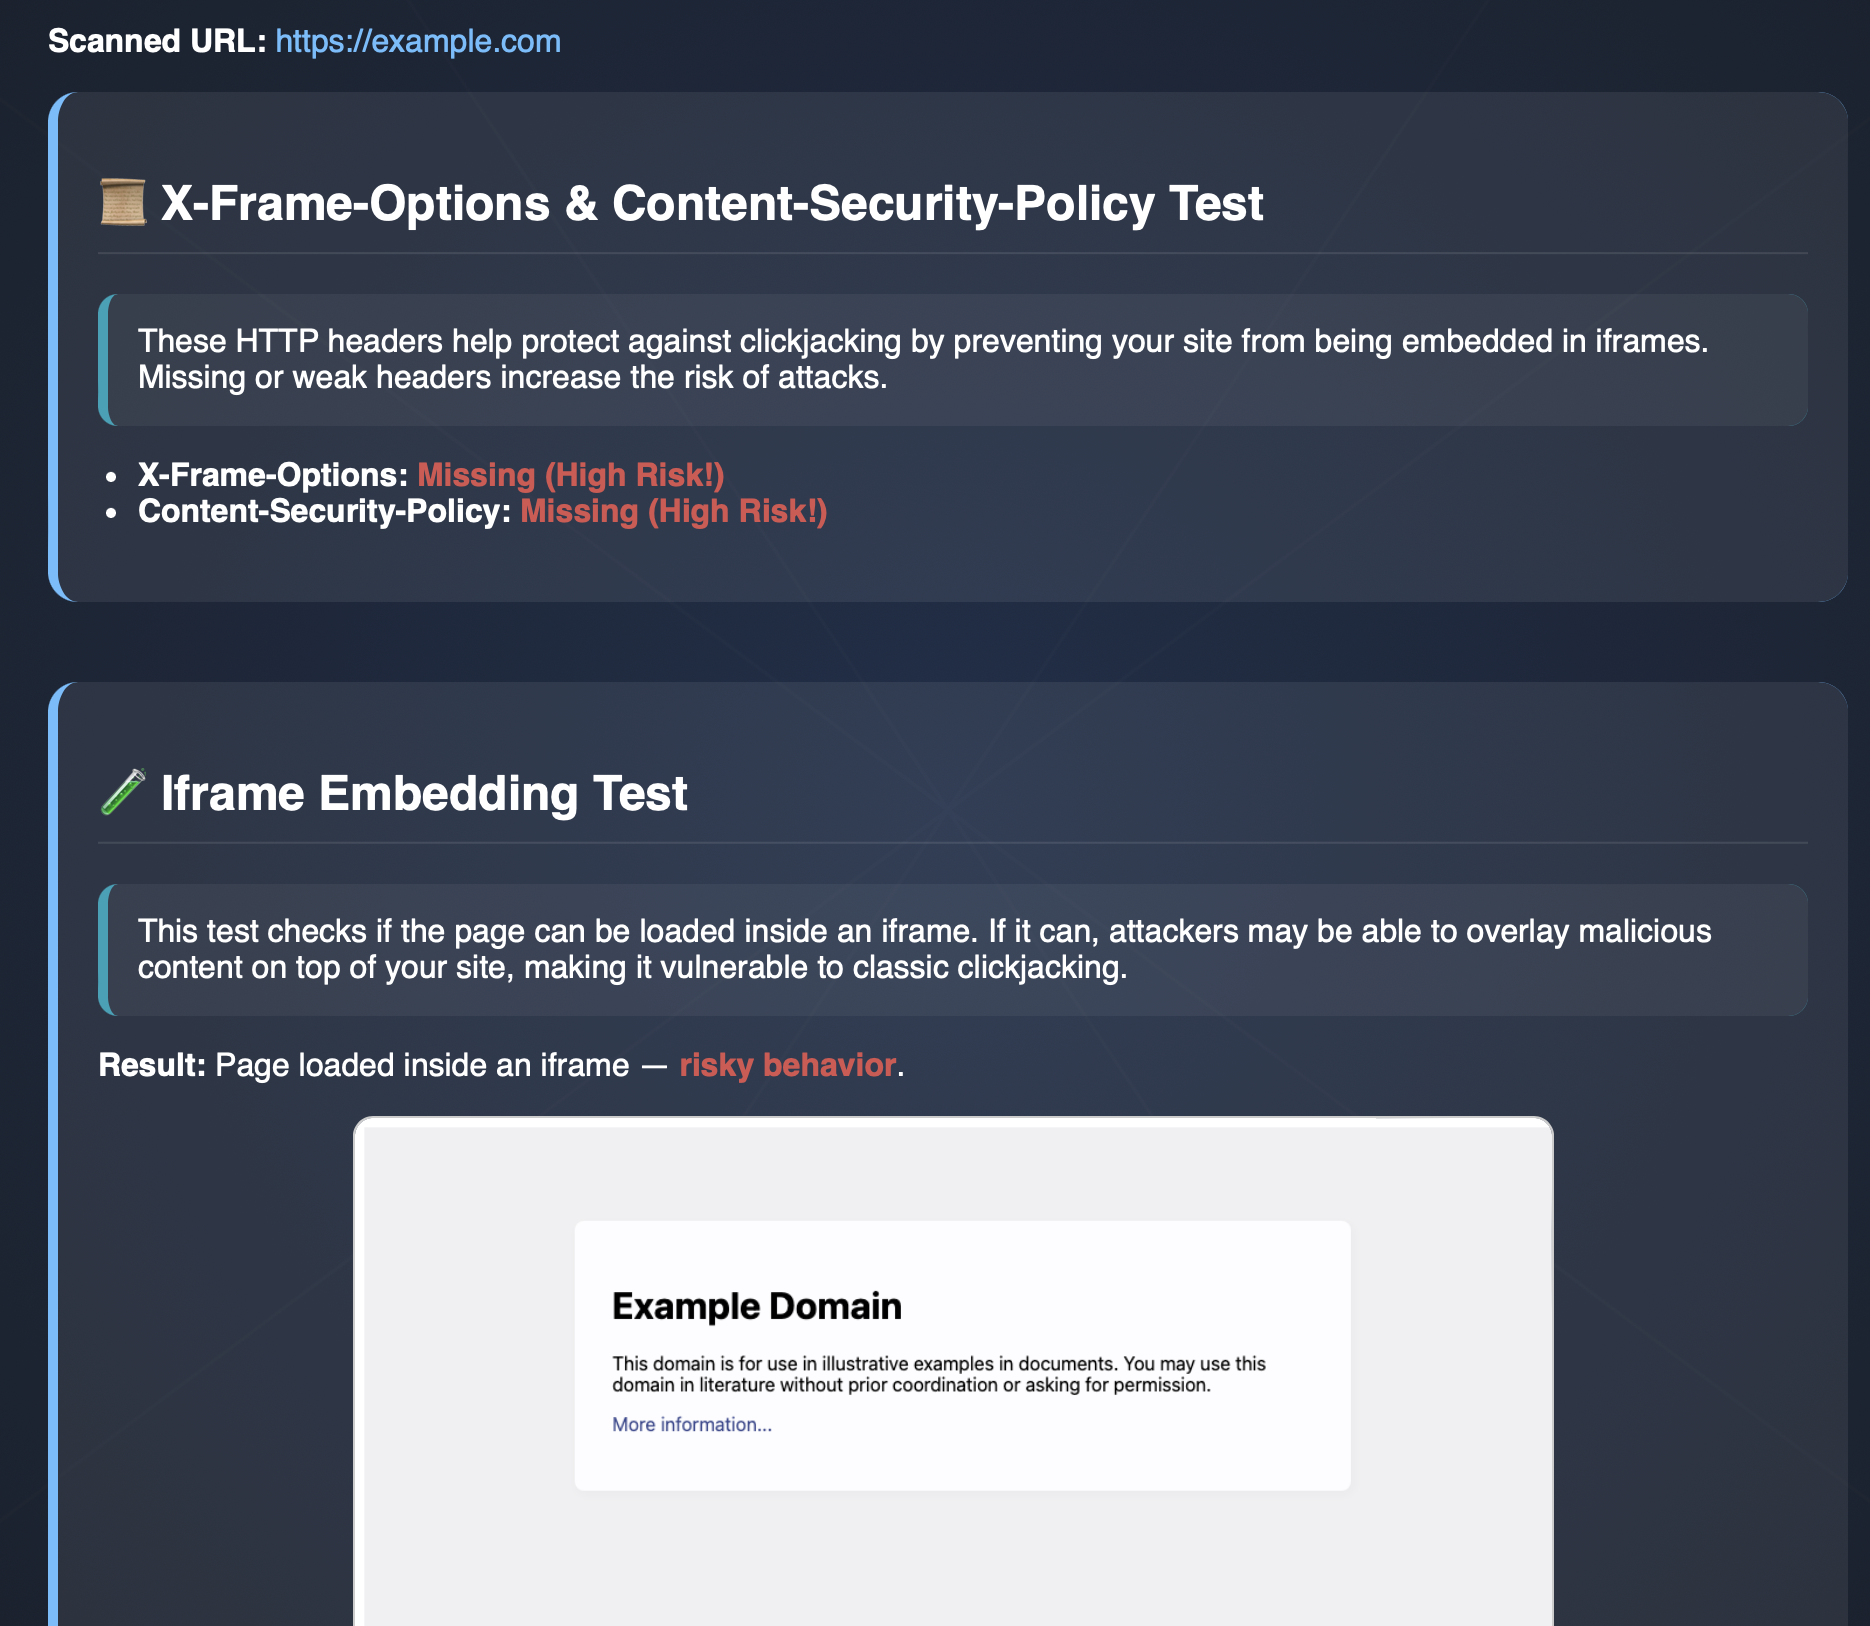 Scanned URL: https://example.com
X-Frame-Options & Content-Security-Policy Test
These HTTP headers help protect against clickjacking by preventing your site from being embedded in iframes.
Missing or weak headers increase the risk of attacks.
• X-Frame-Options: Missing (High Risk!)
• Content-Security-Policy: Missing (High Risk!)
Iframe Embedding Test
This test checks if the page can be loaded inside an iframe. If it can, attackers may be able to overlay malicious
content on top of your site, making it vulnerable to classic clickjacking.
Result: Page loaded inside an iframe — risky behavior.
Example Domain
This domain is for use in illustrative examples in documents. You may use this
domain in literature without prior coordination or asking for permission.
More information...